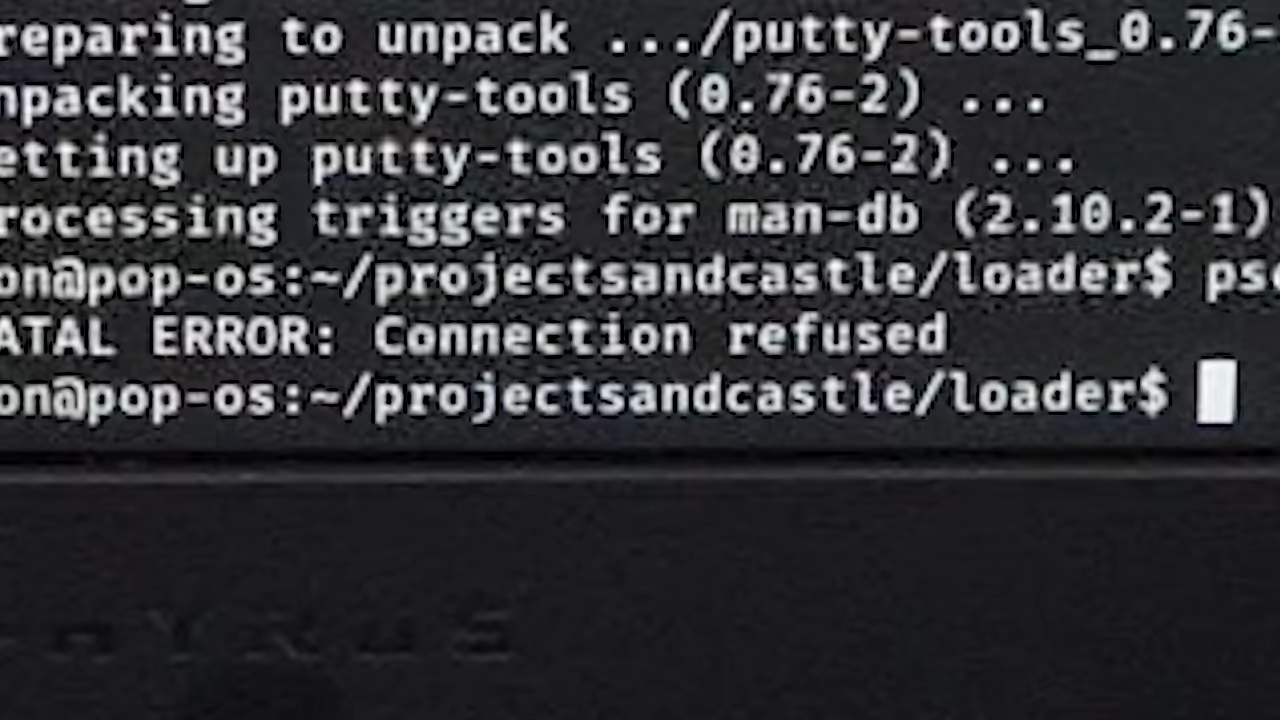 reparing to unpack .../putty-tools_0.76-
npacking putty-tools (0.76-2) ...
etting up putty-tools (0.76-2) ...
rocessing triggers for man-db (2.10.2-1)
on@pop-os:~/projectsandcastle/loader$ psc
ATAL ERROR: Connection refused
on@pop-os:~/projectsandcastle/loader$
HYRUS